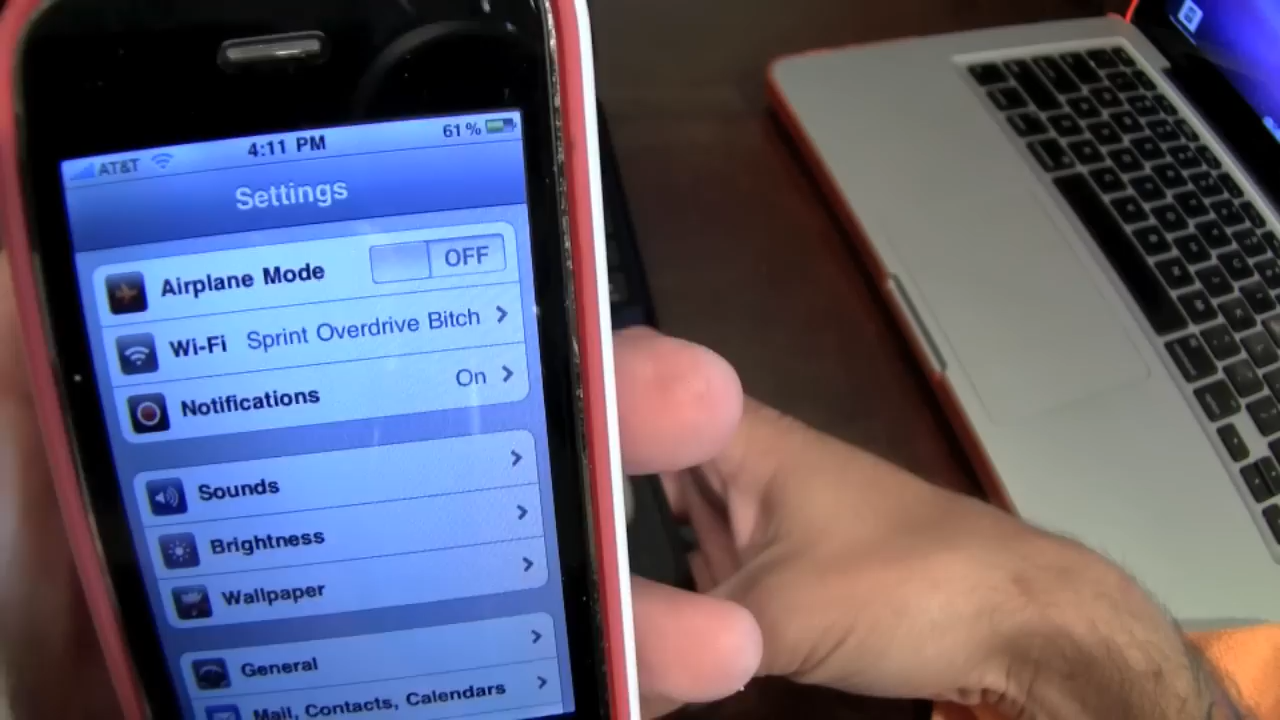 AT&T 4:11 PM 61%
Settings
Airplane Mode OFF
Wi-Fi Sprint Overdrive Bitch
Notifications On
Sounds
Brightness
Wallpaper
General
Mail, Contacts, Calendars